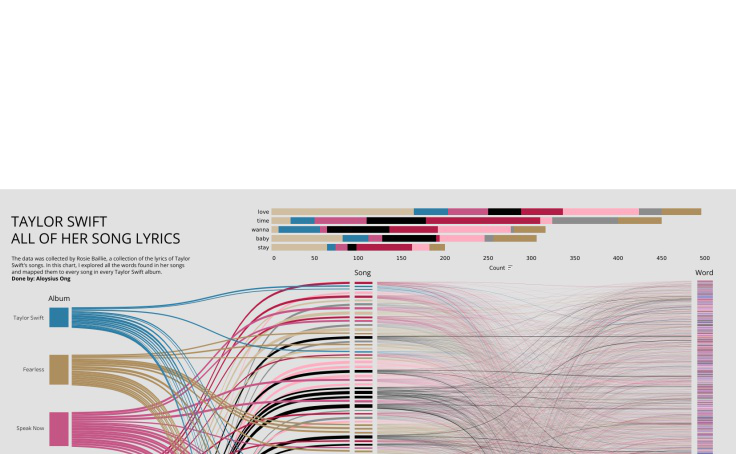 TAYLOR SWIFT
ALL OF HER SONG LYRICS
The data was collected by Rosie Baillie, a collection of the lyrics of Taylor
Swift's songs. In this chart, I explored all the words found in her songs
and mapped them to every song in every Taylor Swift album.
Done by: Aloysius Ong
love
time
wanna
baby
stay
0 50 100 150 200 250 300 350 400 450 500
Count
Album
Song
Word
Taylor Swift
Fearless
Speak Now